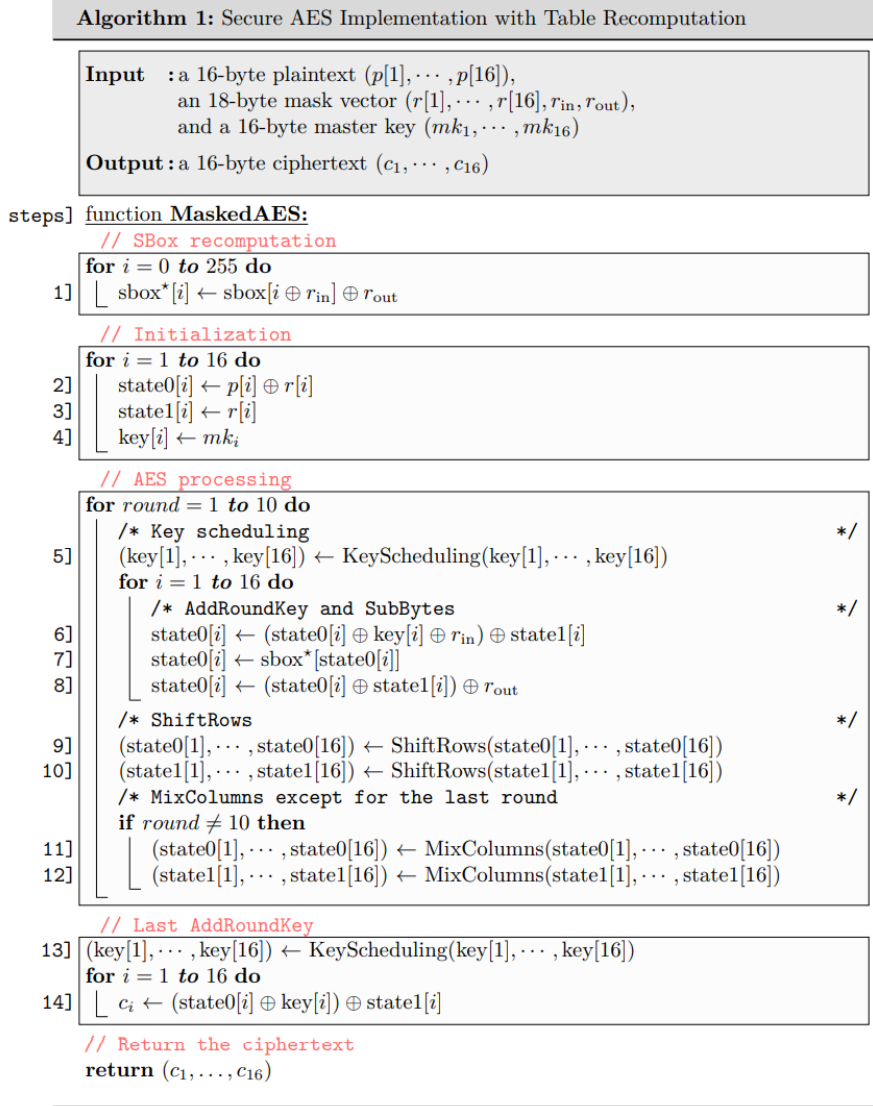 Algorithm 1: Secure AES Implementation with Table Recomputation
Input : a 16-byte plaintext (p[1], ⋯ , p[16]),
an 18-byte mask vector (r[1], ⋯ , r[16], r_in, r_out),
and a 16-byte master key (mk_1, ⋯ , mk_16)
Output : a 16-byte ciphertext (c_1, ⋯ , c_16)
steps] function MaskedAES:
// SBox recomputation
for i = 0 to 255 do
1] sbox⋆[i] ← sbox[i ⊕ r_in] ⊕ r_out
// Initialization
for i = 1 to 16 do
2] state0[i] ← p[i] ⊕ r[i]
3] state1[i] ← r[i]
4] key[i] ← mk_i
// AES processing
for round = 1 to 10 do
/* Key scheduling */
5] (key[1], ⋯ , key[16]) ← KeyScheduling(key[1], ⋯ , key[16])
for i = 1 to 16 do
/* AddRoundKey and SubBytes */
6] state0[i] ← (state0[i] ⊕ key[i] ⊕ r_in) ⊕ state1[i]
7] state0[i] ← sbox⋆[state0[i]]
8] state0[i] ← (state0[i] ⊕ state1[i]) ⊕ r_out
/* ShiftRows */
9] (state0[1], ⋯ , state0[16]) ← ShiftRows(state0[1], ⋯ , state0[16])
10] (state1[1], ⋯ , state1[16]) ← ShiftRows(state1[1], ⋯ , state1[16])
/* MixColumns except for the last round */
if round ≠ 10 then
11] (state0[1], ⋯ , state0[16]) ← MixColumns(state0[1], ⋯ , state0[16])
12] (state1[1], ⋯ , state1[16]) ← MixColumns(state1[1], ⋯ , state1[16])
// Last AddRoundKey
13] (key[1], ⋯ , key[16]) ← KeyScheduling(key[1], ⋯ , key[16])
for i = 1 to 16 do
14] c_i ← (state0[i] ⊕ key[i]) ⊕ state1[i]
// Return the ciphertext
return (c_1, . . . , c_16)